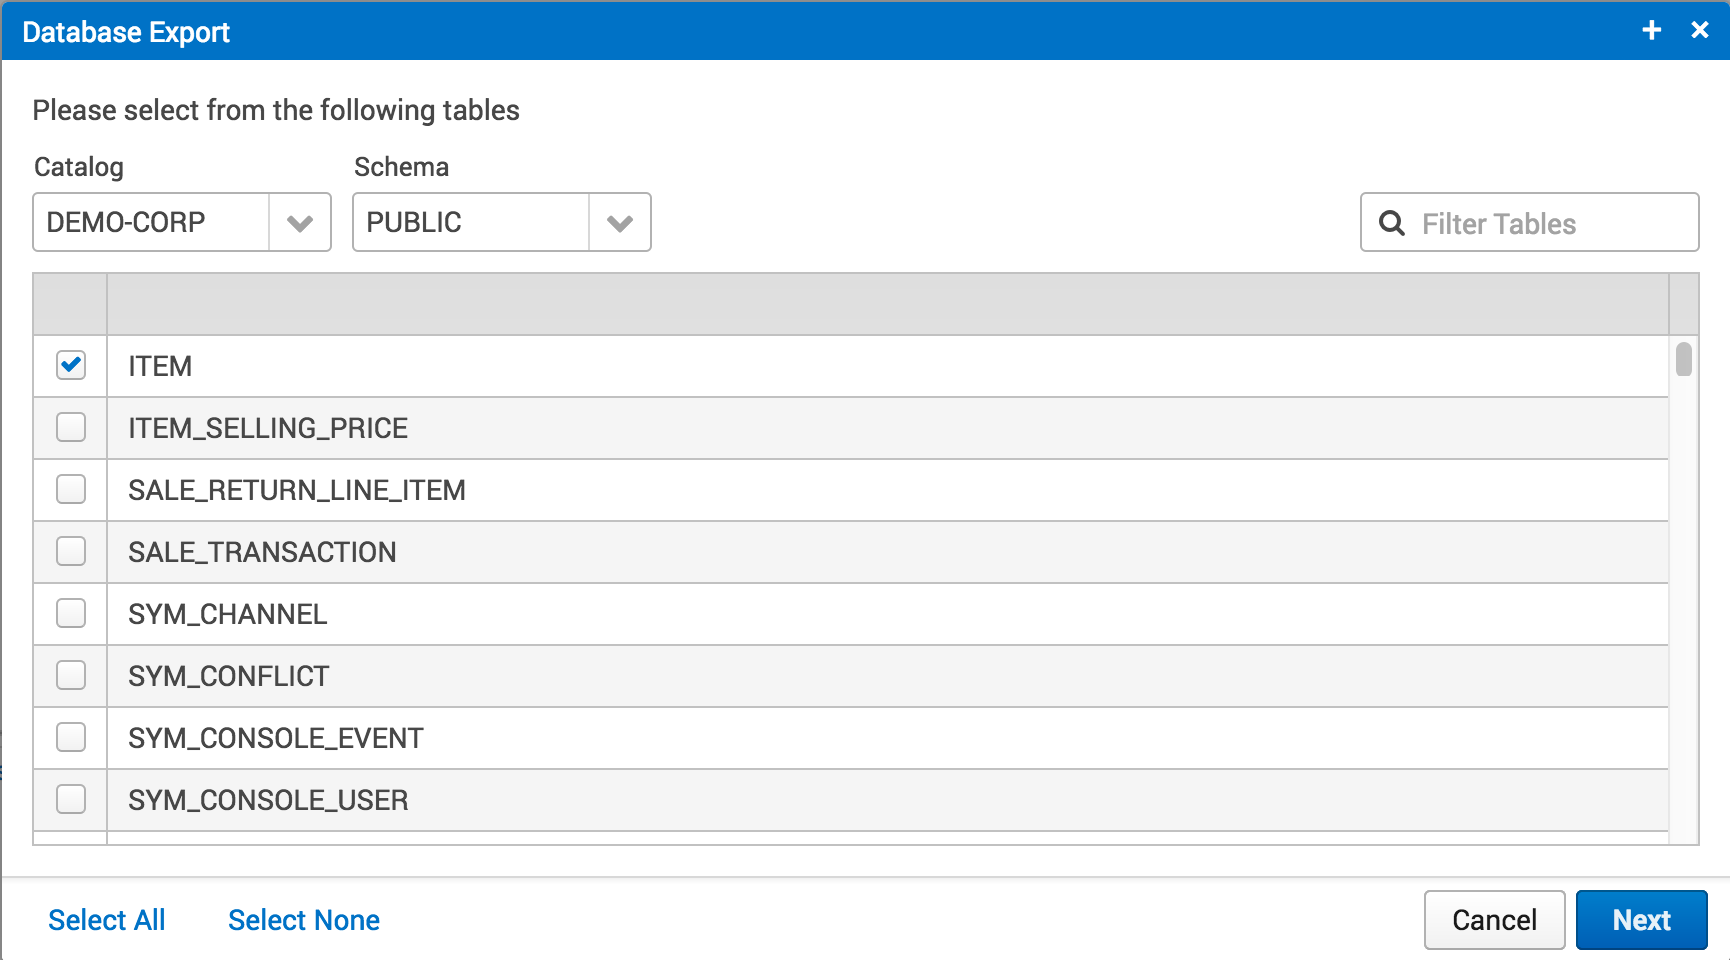 Database Export
Please select from the following tables
Catalog Schema
DEMO-CORP PUBLIC Filter Tables
ITEM
ITEM_SELLING_PRICE
SALE_RETURN_LINE_ITEM
SALE_TRANSACTION
SYM_CHANNEL
SYM_CONFLICT
SYM_CONSOLE_EVENT
SYM_CONSOLE_USER
Select All Select None Cancel Next